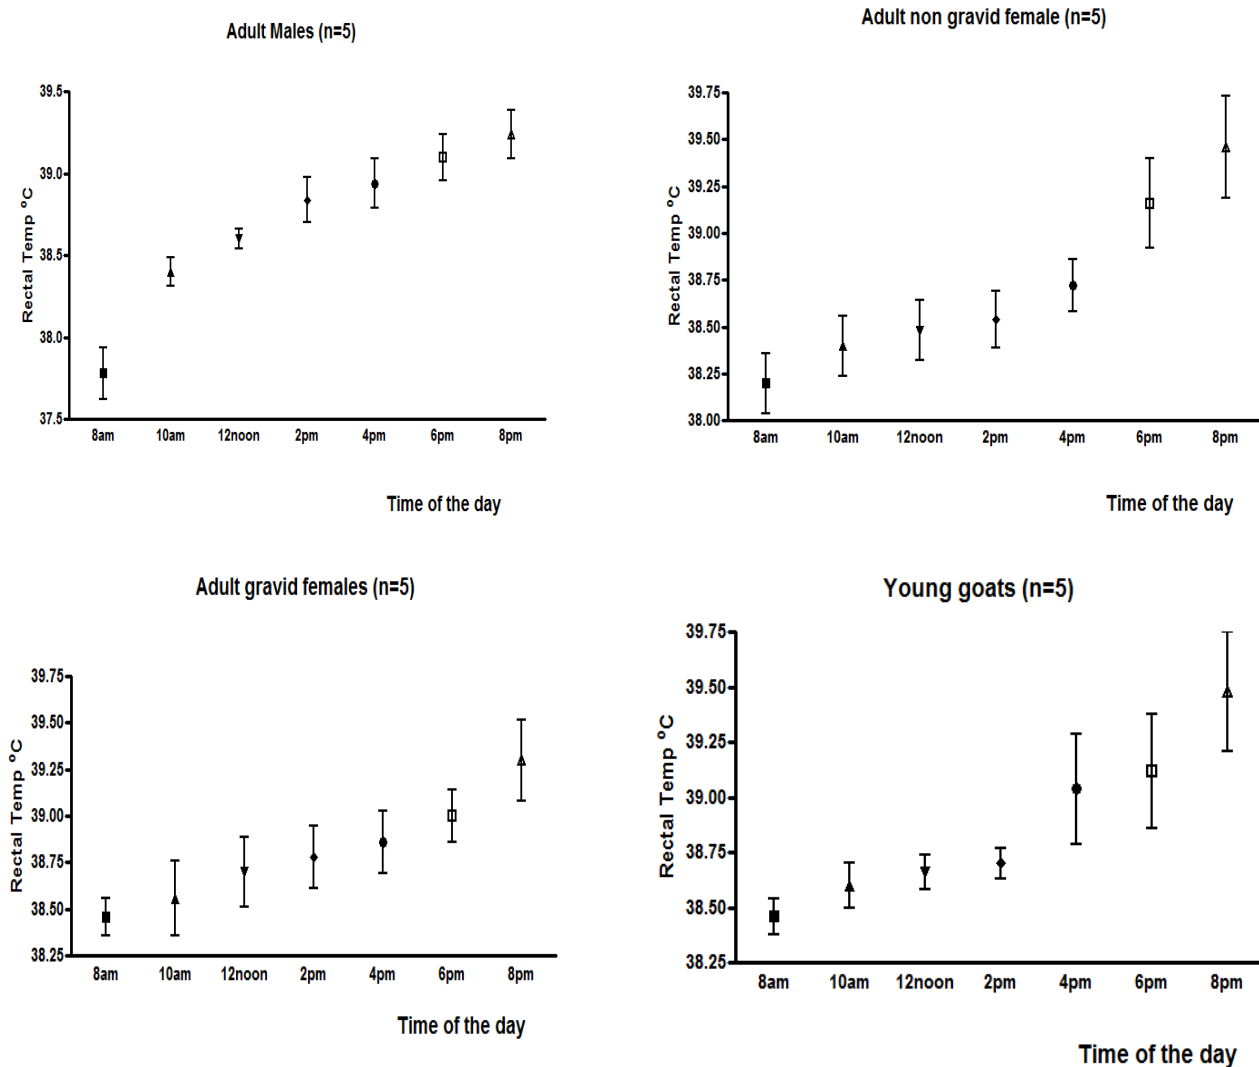 Adult Males (n=5)
Rectal Temp ºC
39.5
39.0
38.5
38.0
37.5
8am 10am 12noon 2pm 4pm 6pm 8pm
Time of the day
Adult non gravid female (n=5)
Rectal Temp ºC
39.75
39.50
39.25
39.00
38.75
38.50
38.25
38.00
8am 10am 12noon 2pm 4pm 6pm 8pm
Time of the day
Adult gravid females (n=5)
Rectal Temp ºC
39.75
39.50
39.25
39.00
38.75
38.50
38.25
8am 10am 12noon 2pm 4pm 6pm 8pm
Time of the day
Young goats (n=5)
Rectal Temp ºC
39.75
39.50
39.25
39.00
38.75
38.50
38.25
8am 10am 12noon 2pm 4pm 6pm 8pm
Time of the day